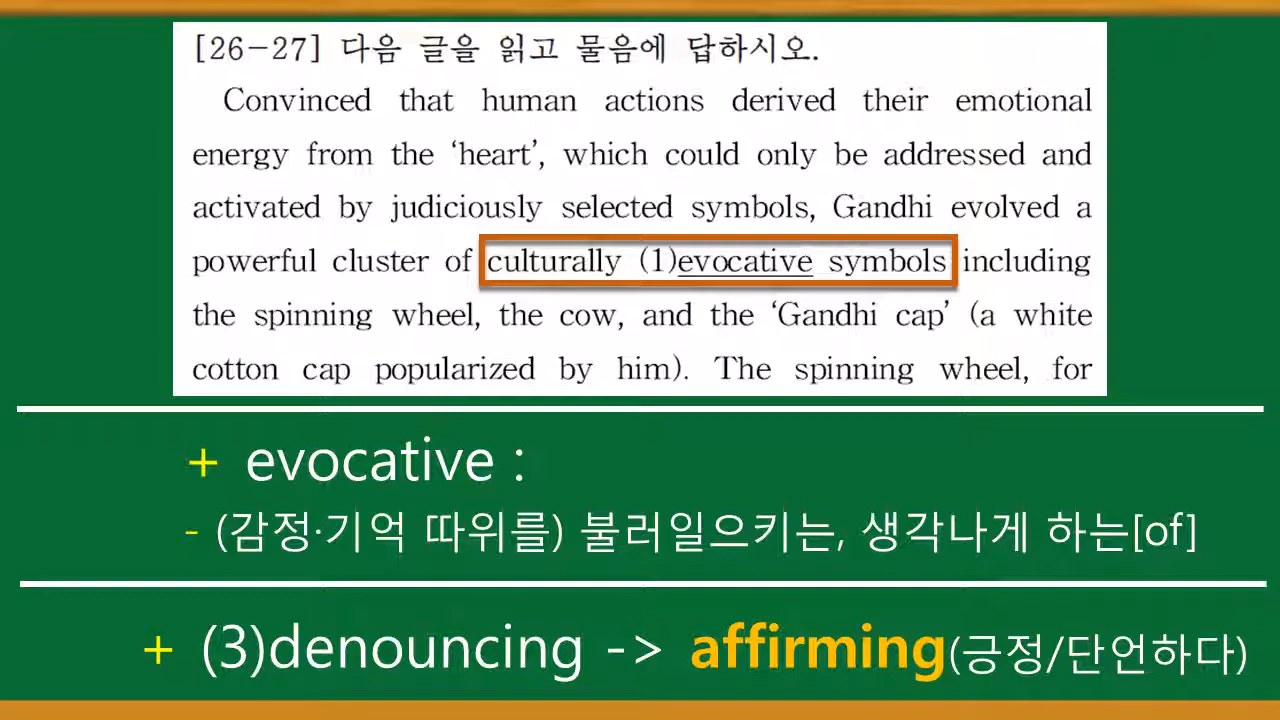 [26-27] 다음 글을 읽고 물음에 답하시오.
Convinced that human actions derived their emotional
energy from the ‘heart’, which could only be addressed and
activated by judiciously selected symbols, Gandhi evolved a
powerful cluster of culturally (1)evocative symbols including
the spinning wheel, the cow, and the ‘Gandhi cap’ (a white
cotton cap popularized by him). The spinning wheel, for
+ evocative :
- (감정·기억 따위를) 불러일으키는, 생각나게 하는[of]
+ (3)denouncing -> affirming(긍정/단언하다)